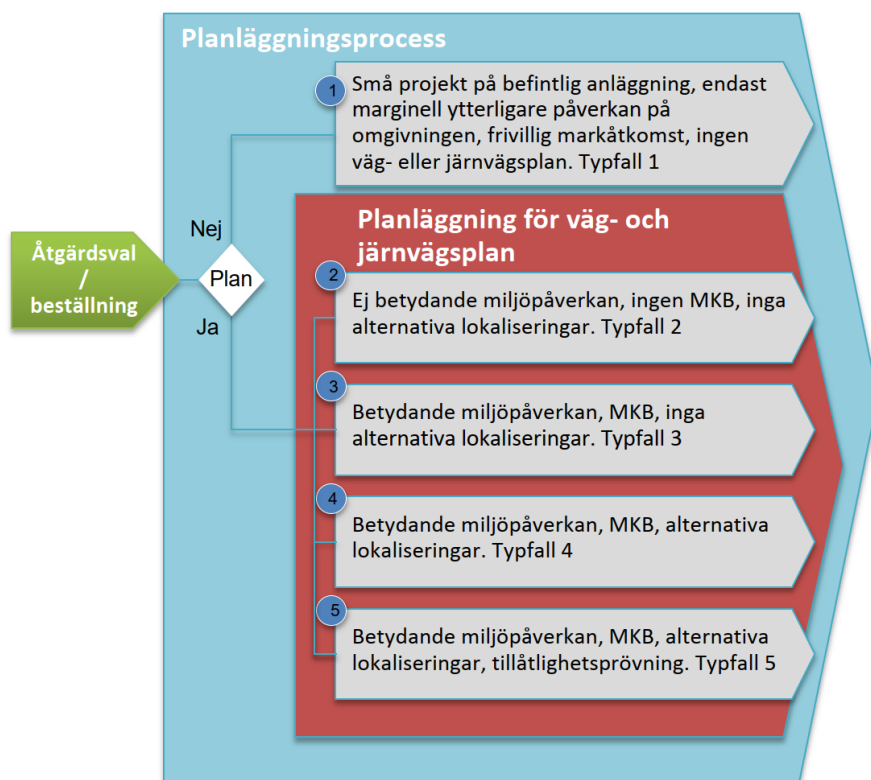 Planläggningsprocess
1
Små projekt på befintlig anläggning, endast
marginell ytterligare påverkan på
omgivningen, frivillig markåtkomst, ingen
väg- eller järnvägsplan. Typfall 1
Nej
Åtgärdsval
/
beställning
Plan
Ja
Planläggning för väg- och
järnvägsplan
2
Ej betydande miljöpåverkan, ingen MKB, inga
alternativa lokaliseringar. Typfall 2
3
Betydande miljöpåverkan, MKB, inga
alternativa lokaliseringar. Typfall 3
4
Betydande miljöpåverkan, MKB, alternativa
lokaliseringar. Typfall 4
5
Betydande miljöpåverkan, MKB, alternativa
lokaliseringar, tillåtlighetsprövning. Typfall 5